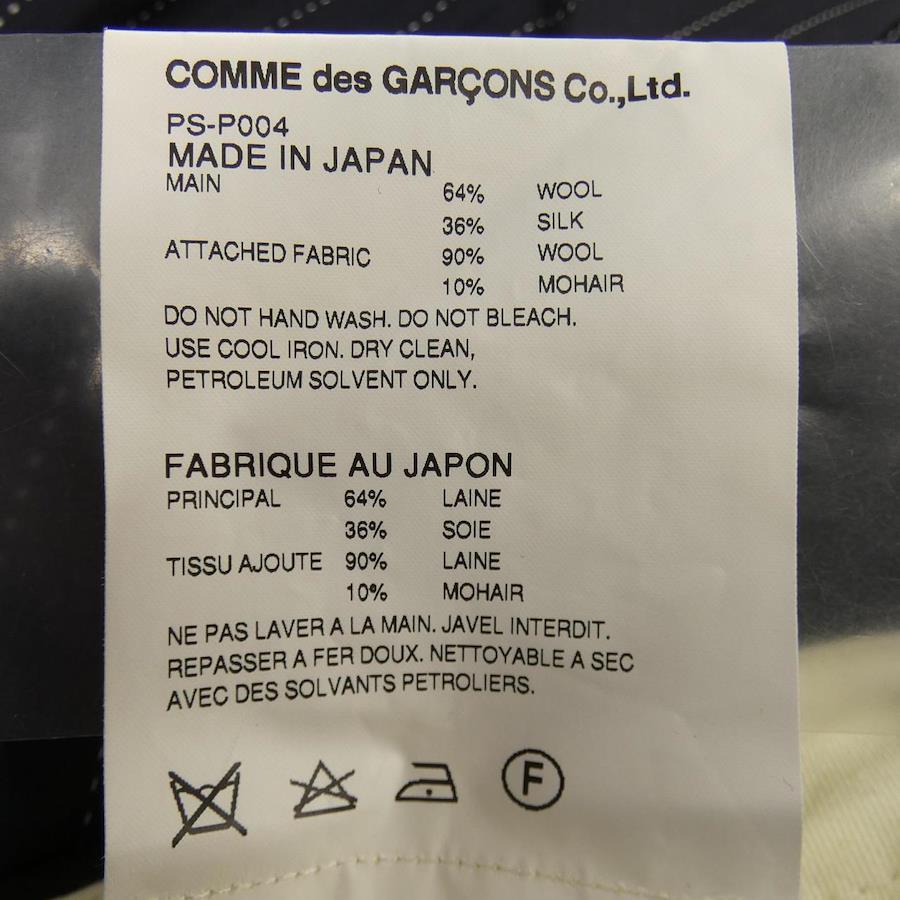 COMME des GARÇONS Co.,Ltd.
PS-P004
MADE IN JAPAN
MAIN 64% WOOL
36% SILK
ATTACHED FABRIC 90% WOOL
10% MOHAIR
DO NOT HAND WASH. DO NOT BLEACH.
USE COOL IRON. DRY CLEAN,
PETROLEUM SOLVENT ONLY.
FABRIQUE AU JAPON
PRINCIPAL 64% LAINE
36% SOIE
TISSU AJOUTE 90% LAINE
10% MOHAIR
NE PAS LAVER A LA MAIN. JAVEL INTERDIT.
REPASSER A FER DOUX. NETTOYABLE A SEC
AVEC DES SOLVANTS PETROLIERS.
F